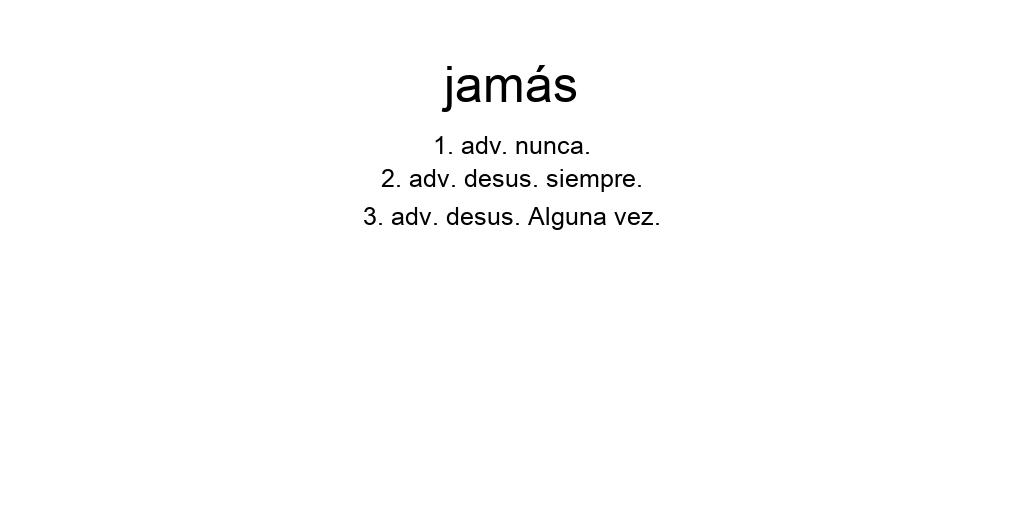 jamás
1. adv. nunca.
2. adv. desus. siempre.
3. adv. desus. Alguna vez.